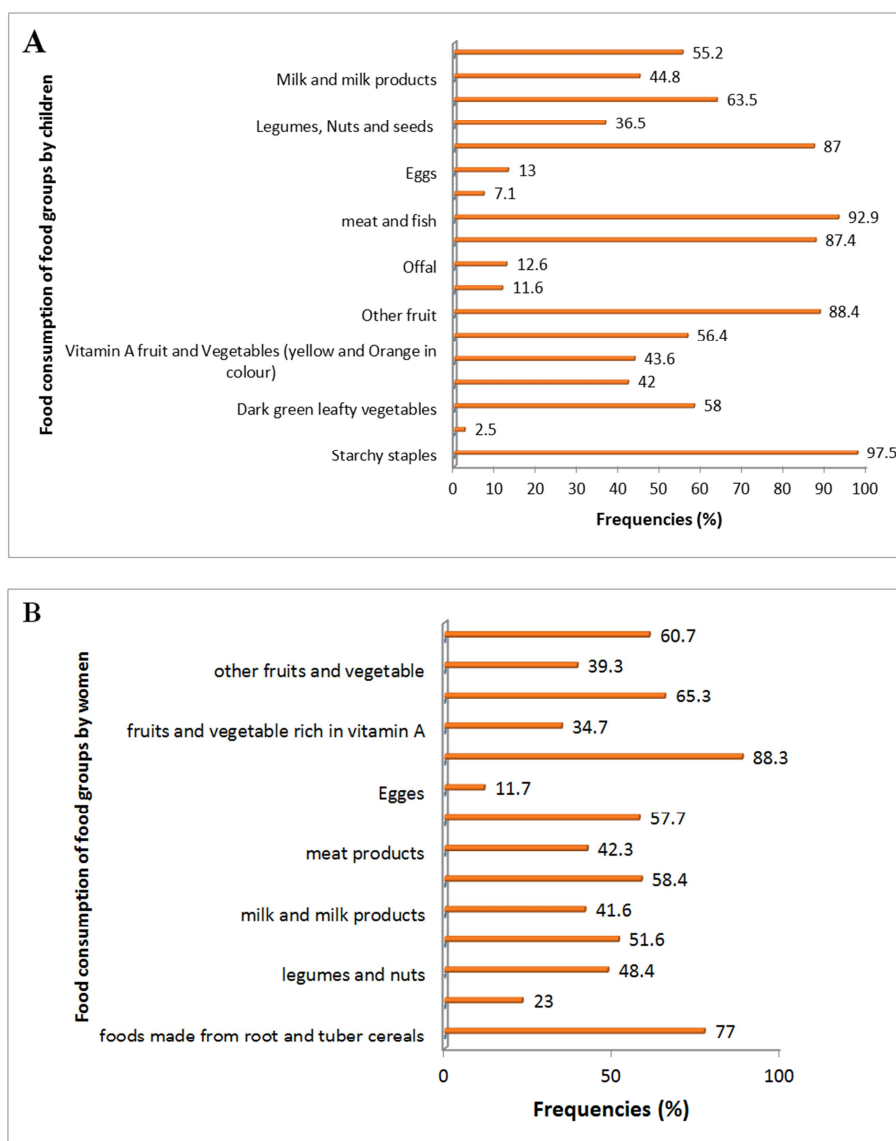 A
Food consumption of food groups by children
55.2
Milk and milk products
44.8
63.5
Legumes, Nuts and seeds
36.5
87
Eggs
13
7.1
meat and fish
92.9
87.4
Offal
12.6
11.6
Other fruit
88.4
56.4
Vitamin A fruit and Vegetables (yellow and Orange in
colour)
43.6
42
Dark green leafty vegetables
58
2.5
Starchy staples
97.5
0 10 20 30 40 50 60 70 80 90 100
Frequencies (%)
B
Food consumption of food groups by women
60.7
other fruits and vegetable
39.3
65.3
fruits and vegetable rich in vitamin A
34.7
88.3
Egges
11.7
57.7
meat products
42.3
58.4
milk and milk products
41.6
51.6
legumes and nuts
48.4
23
foods made from root and tuber cereals
77
0 50 100
Frequencies (%)